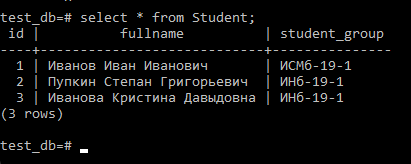 test_db=# select * from Student;
 id |          fullname           | student_group
----+-----------------------------+---------------
  1 | Иванов Иван Иванович        | ИСМб-19-1
  2 | Пупкин Степан Григорьевич   | ИНб-19-1
  3 | Иванова Кристина Давыдовна | ИНб-19-1
(3 rows)
test_db=# _